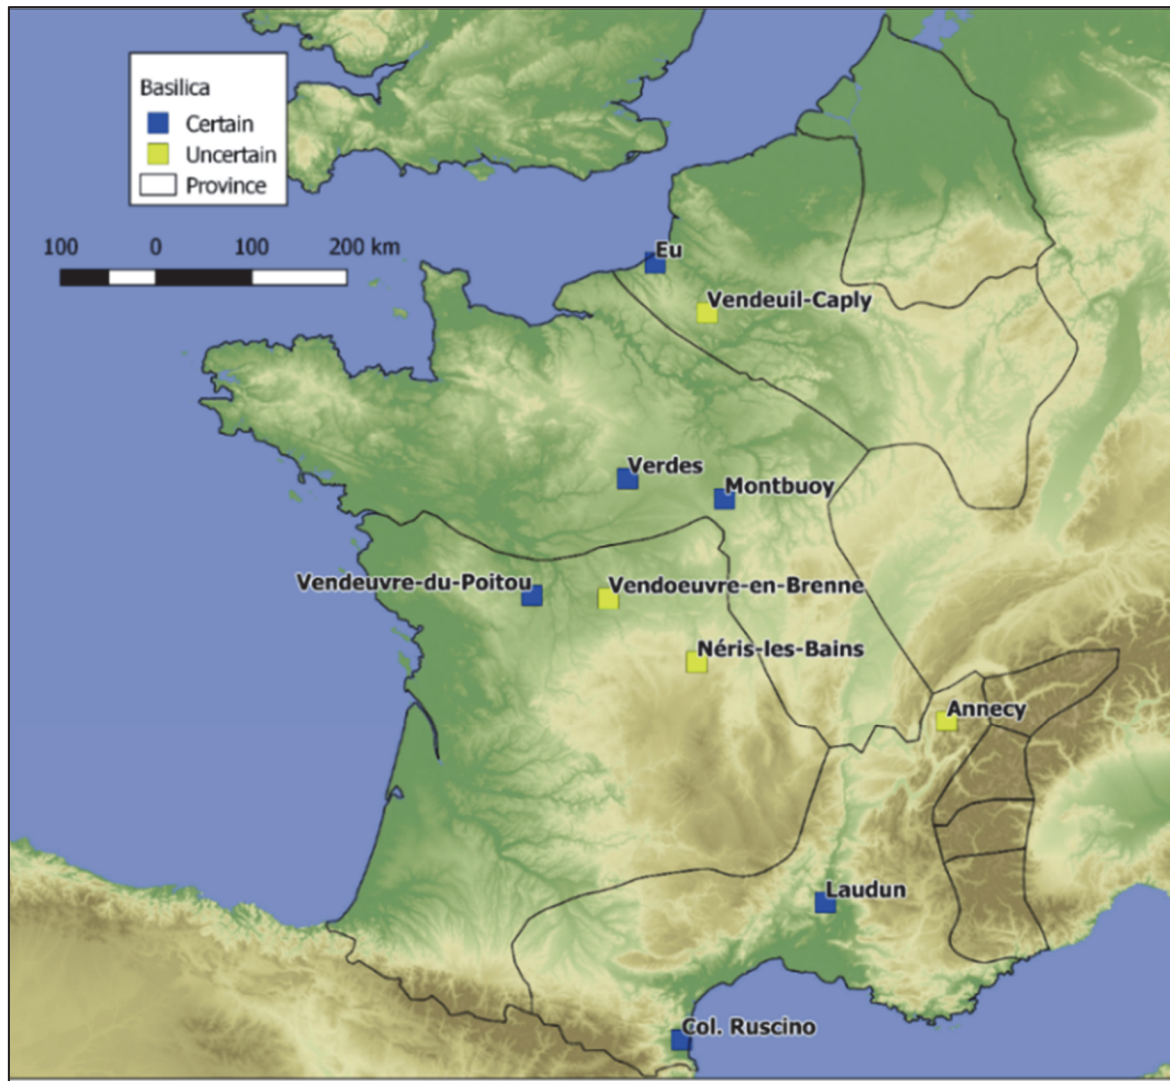 Basilica
Certain
Uncertain
Province
100 0 100 200 km
Eu
Vendeuil-Caply
Verdes
Montbuoy
Vendeuvre-du-Poitou
Vendoeuvre-en-Brenne
Néris-les-Bains
Annecy
Laudun
Col. Ruscino